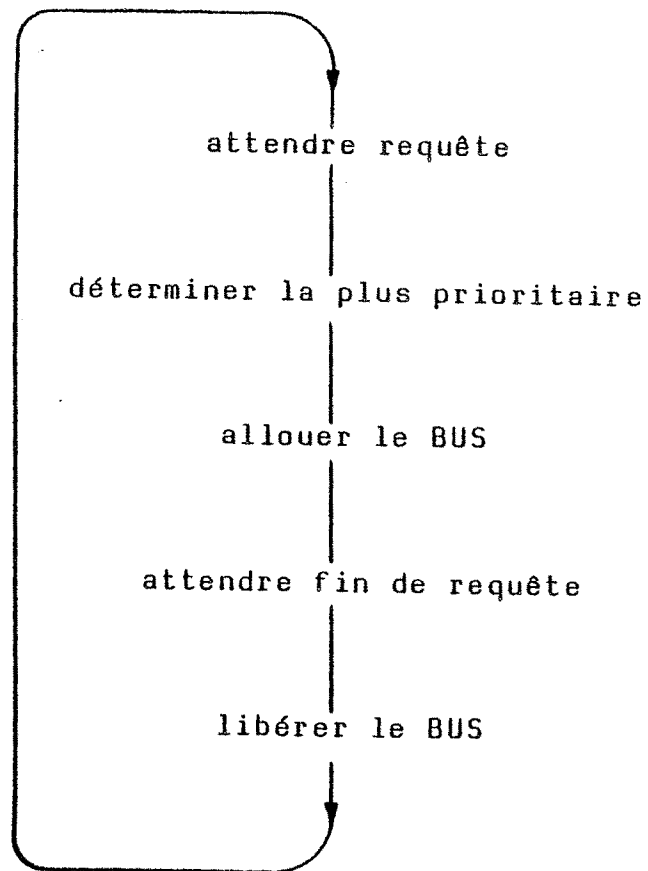 attendre requête
déterminer la plus prioritaire
allouer le BUS
attendre fin de requête
libérer le BUS